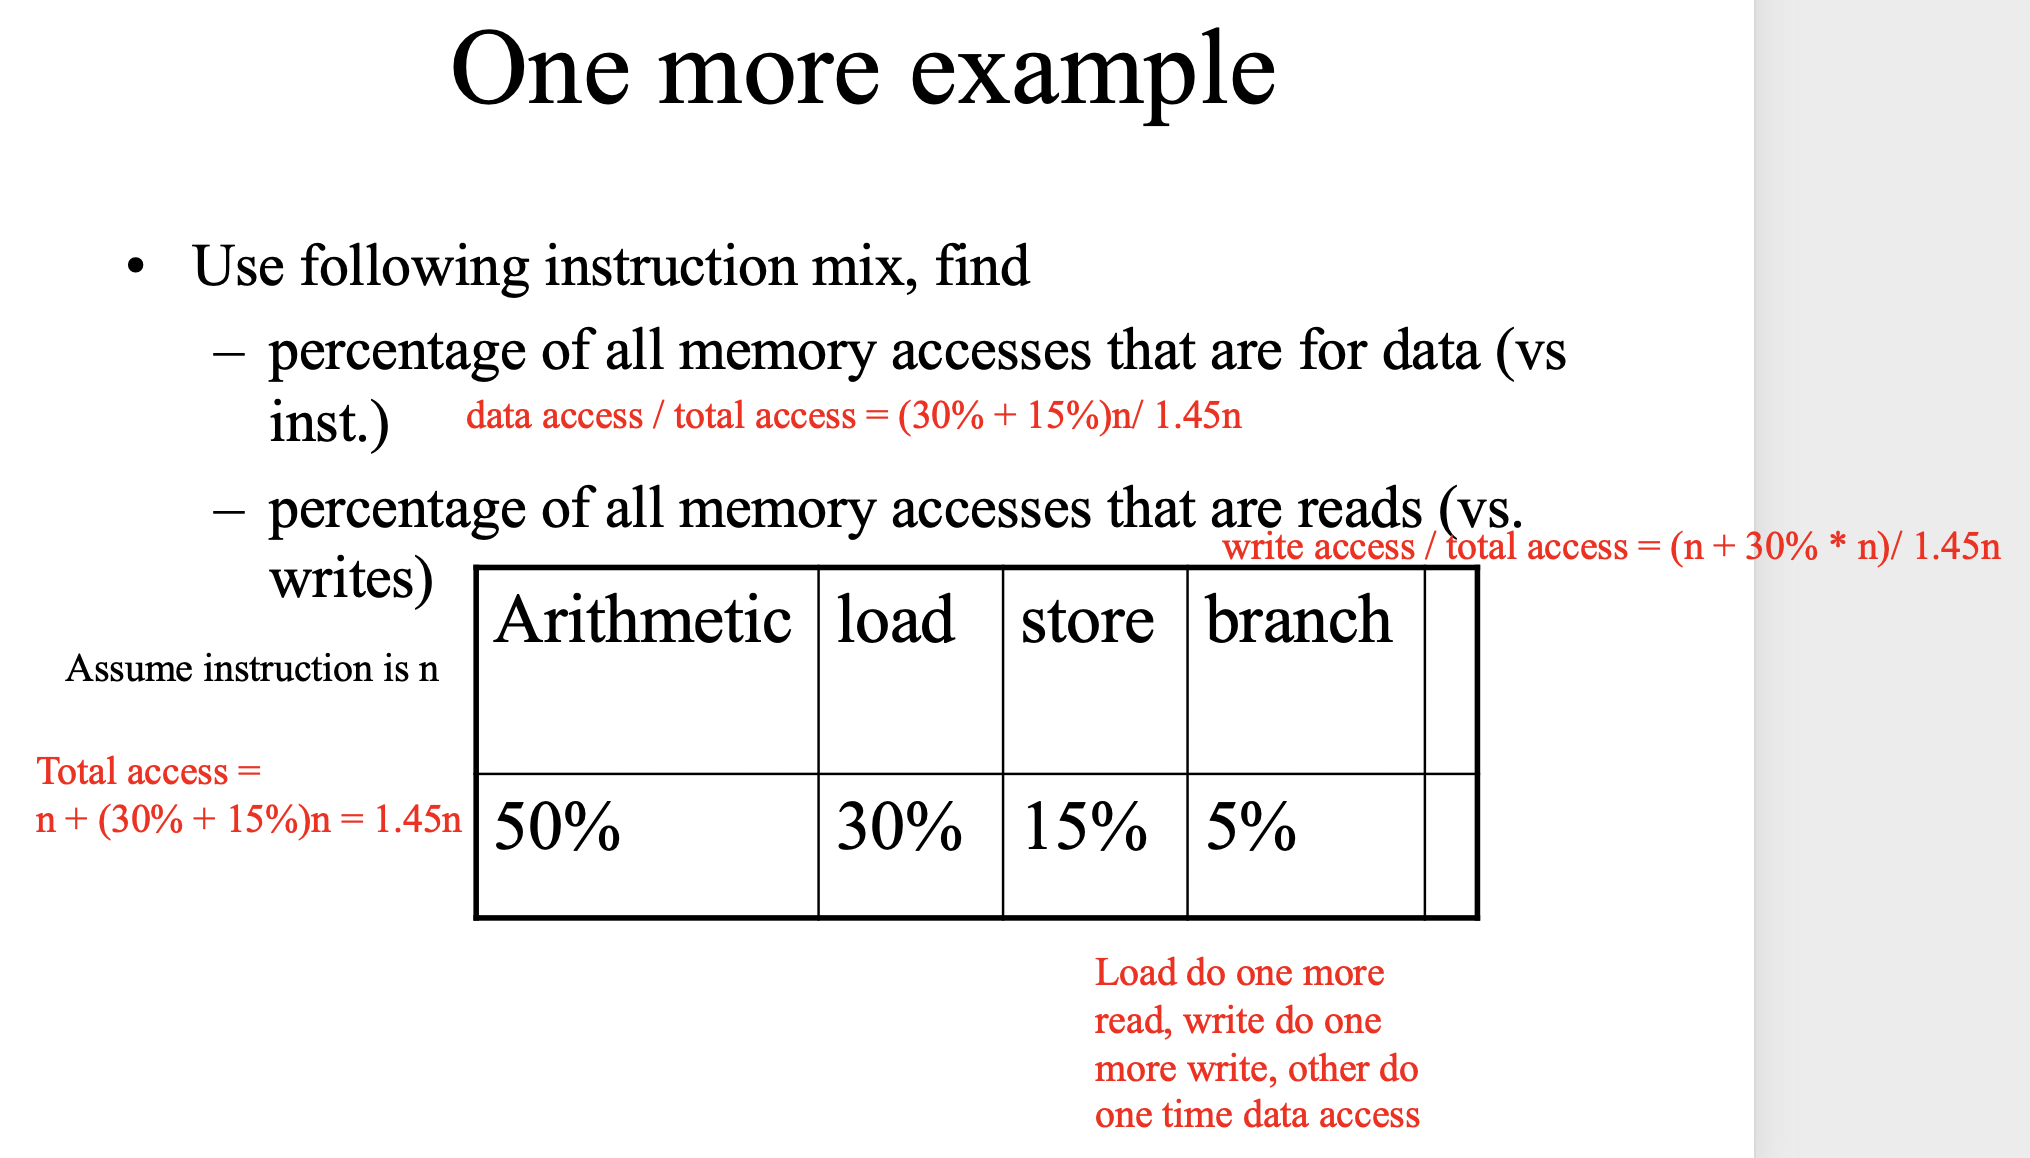 One more example
• Use following instruction mix, find
– percentage of all memory accesses that are for data (vs
inst.)
data access / total access = (30% + 15%)n/ 1.45n
– percentage of all memory accesses that are reads (vs.
writes)
write access / total access = (n + 30% * n)/ 1.45n
Assume instruction is n
Total access =
n + (30% + 15%)n = 1.45n
Arithmetic load store branch
50% 30% 15% 5%
Load do one more
read, write do one
more write, other do
one time data access